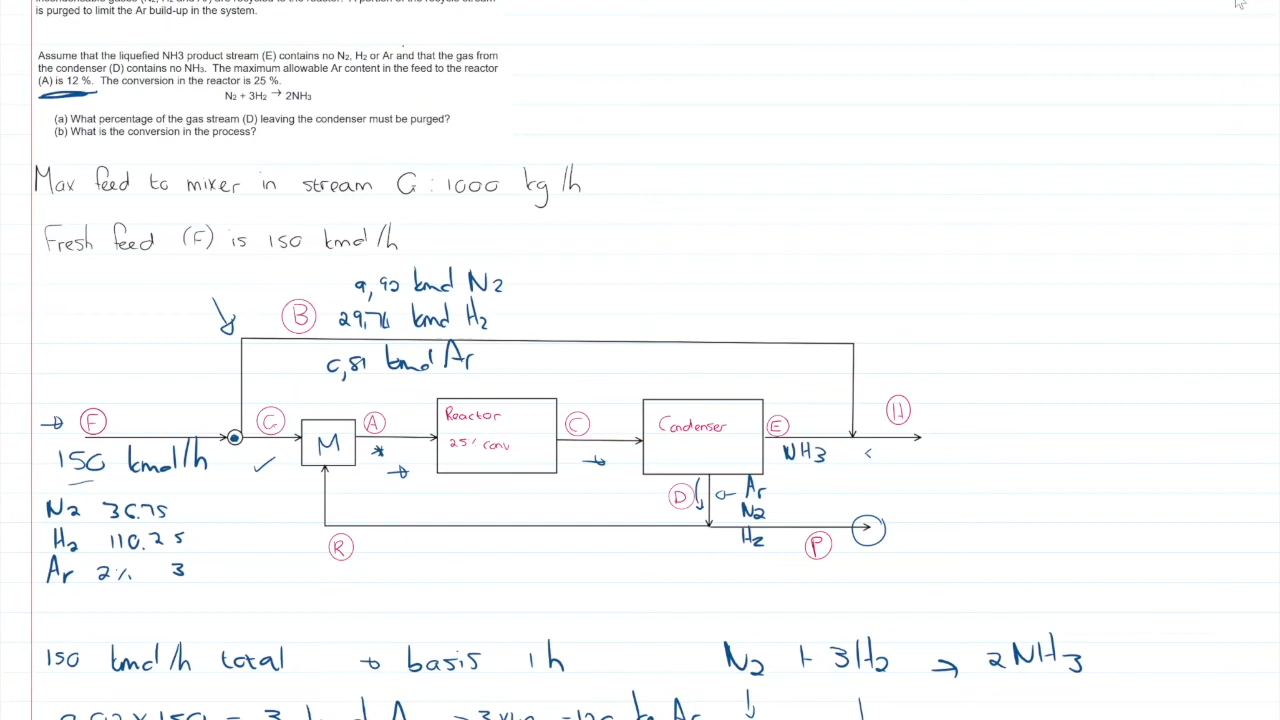 is purged to limit the Ar build-up in the system.
Assume that the liquefied NH3 product stream (E) contains no N2, H2 or Ar and that the gas from
the condenser (D) contains no NH3. The maximum allowable Ar content in the feed to the reactor
(A) is 12 %. The conversion in the reactor is 25 %.
N2 + 3H2 → 2NH3
(a) What percentage of the gas stream (D) leaving the condenser must be purged?
(b) What is the conversion in the process?
Max feed to mixer in stream G : 1000 kg/h
Fresh feed (F) is 150 kmol/h
9,92 kmol N2
B 29,76 kmol H2
0,81 kmol Ar
F G A Reactor 25% conv C Condenser E H
M
150 kmol/h
NH3
D Ar
N2
H2
N2 36.75
H2 110.25
Ar 2% 3
R P
150 kmol/h total → basis 1h
N2 + 3H2 → 2NH3